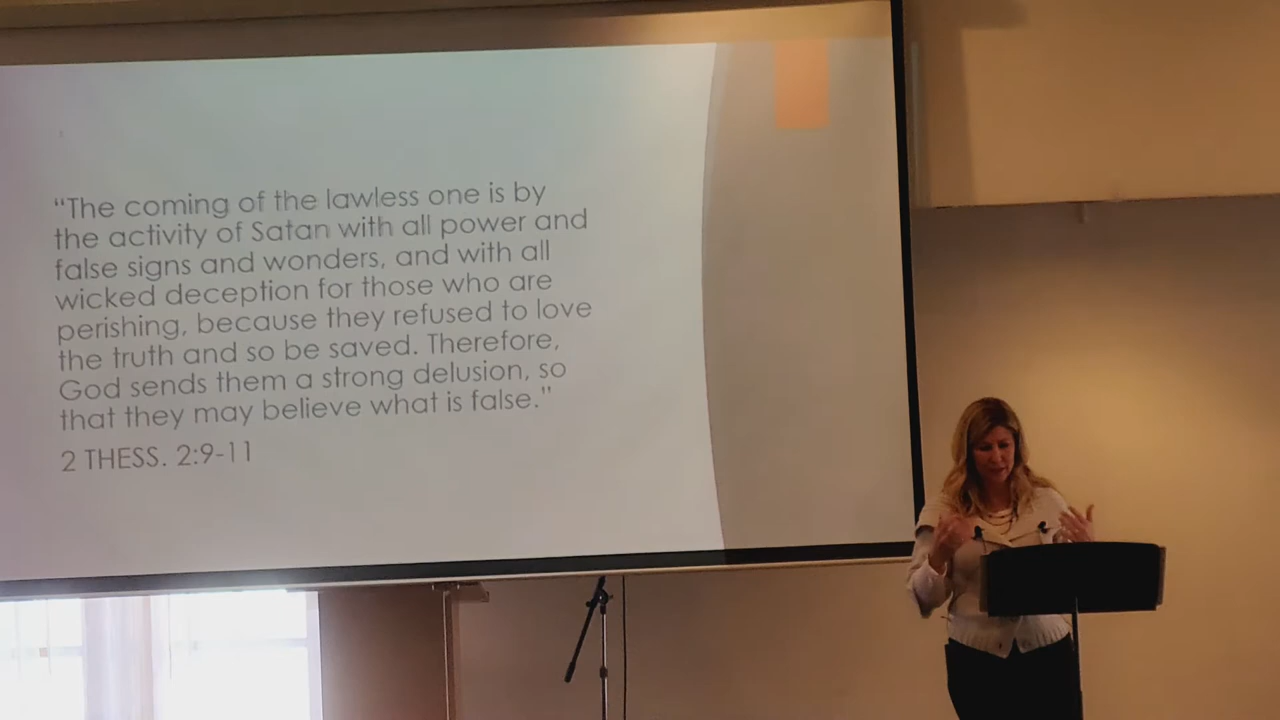 “The coming of the lawless one is by
the activity of Satan with all power and
false signs and wonders, and with all
wicked deception for those who are
perishing, because they refused to love
the truth and so be saved. Therefore,
God sends them a strong delusion, so
that they may believe what is false.”
2 THESS. 2:9-11